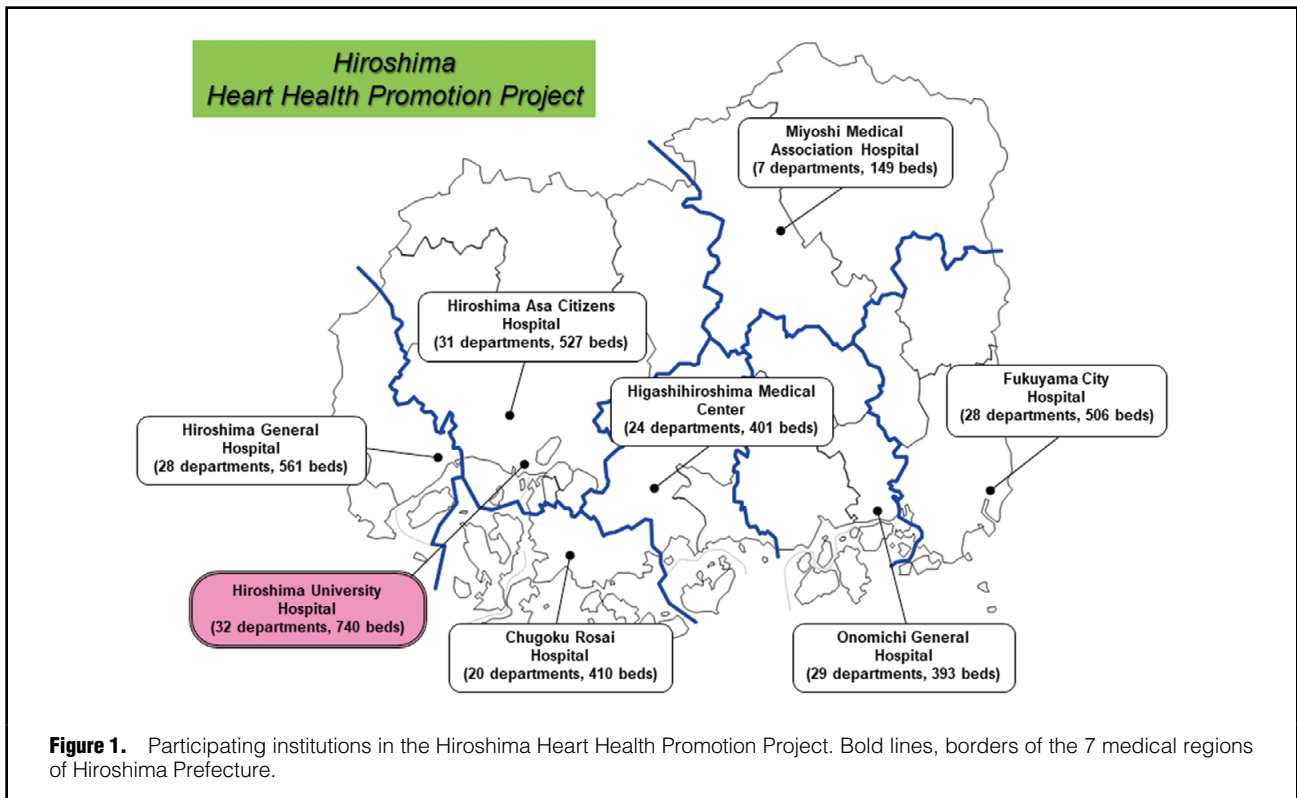 Hiroshima
Heart Health Promotion Project
Miyoshi Medical
Association Hospital
(7 departments, 149 beds)
Hiroshima Asa Citizens
Hospital
(31 departments, 527 beds)
Higashihiroshima Medical
Center
(24 departments, 401 beds)
Fukuyama City
Hospital
(28 departments, 506 beds)
Hiroshima General
Hospital
(28 departments, 561 beds)
Hiroshima University
Hospital
(32 departments, 740 beds)
Chugoku Rosai
Hospital
(20 departments, 410 beds)
Onomichi General
Hospital
(29 departments, 393 beds)
Figure 1. Participating institutions in the Hiroshima Heart Health Promotion Project. Bold lines, borders of the 7 medical regions
of Hiroshima Prefecture.